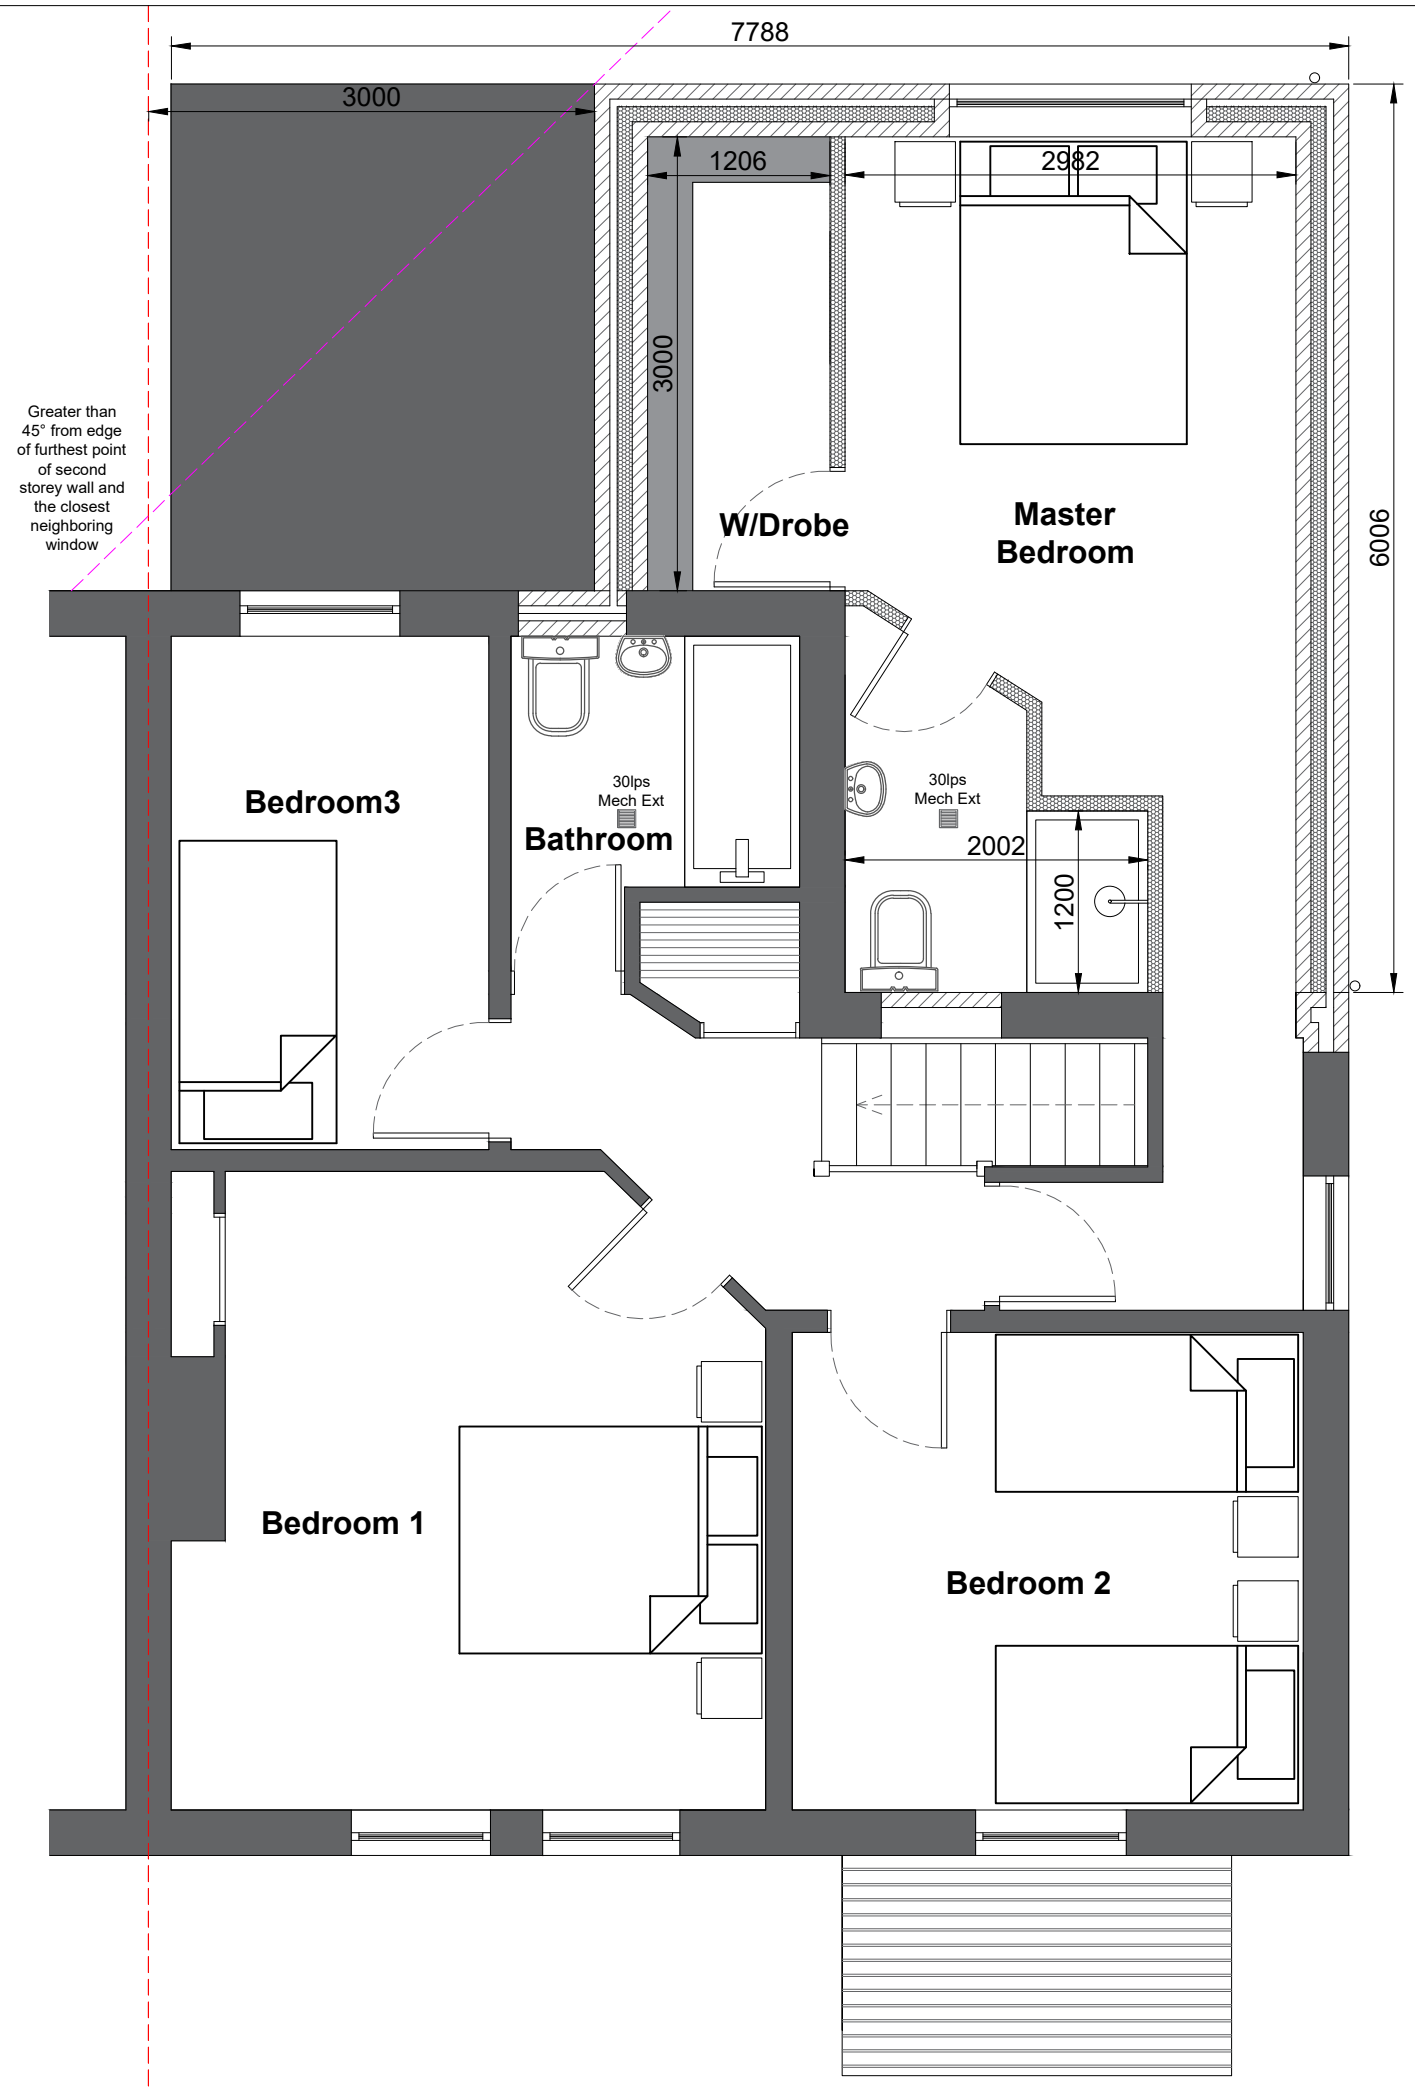 7788
3000
1206
2982
3000
Greater than
45° from edge
of furthest point
of second
storey wall and
the closest
neighboring
window
W/Drobe
Master
Bedroom
6006
Bedroom3
30lps
Mech Ext
Bathroom
30lps
Mech Ext
2002
1200
Bedroom 1
Bedroom 2